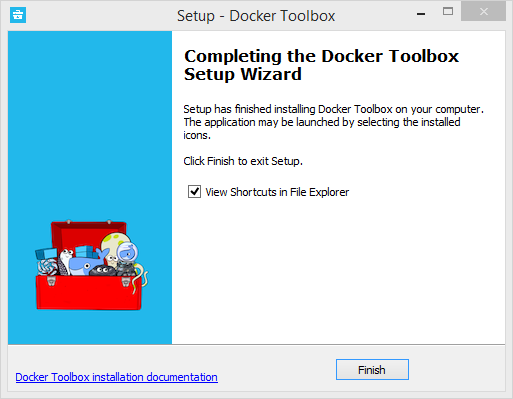 Setup - Docker Toolbox
Completing the Docker Toolbox
Setup Wizard
Setup has finished installing Docker Toolbox on your computer.
The application may be launched by selecting the installed
icons.
Click Finish to exit Setup.
View Shortcuts in File Explorer
Docker Toolbox installation documentation
Finish